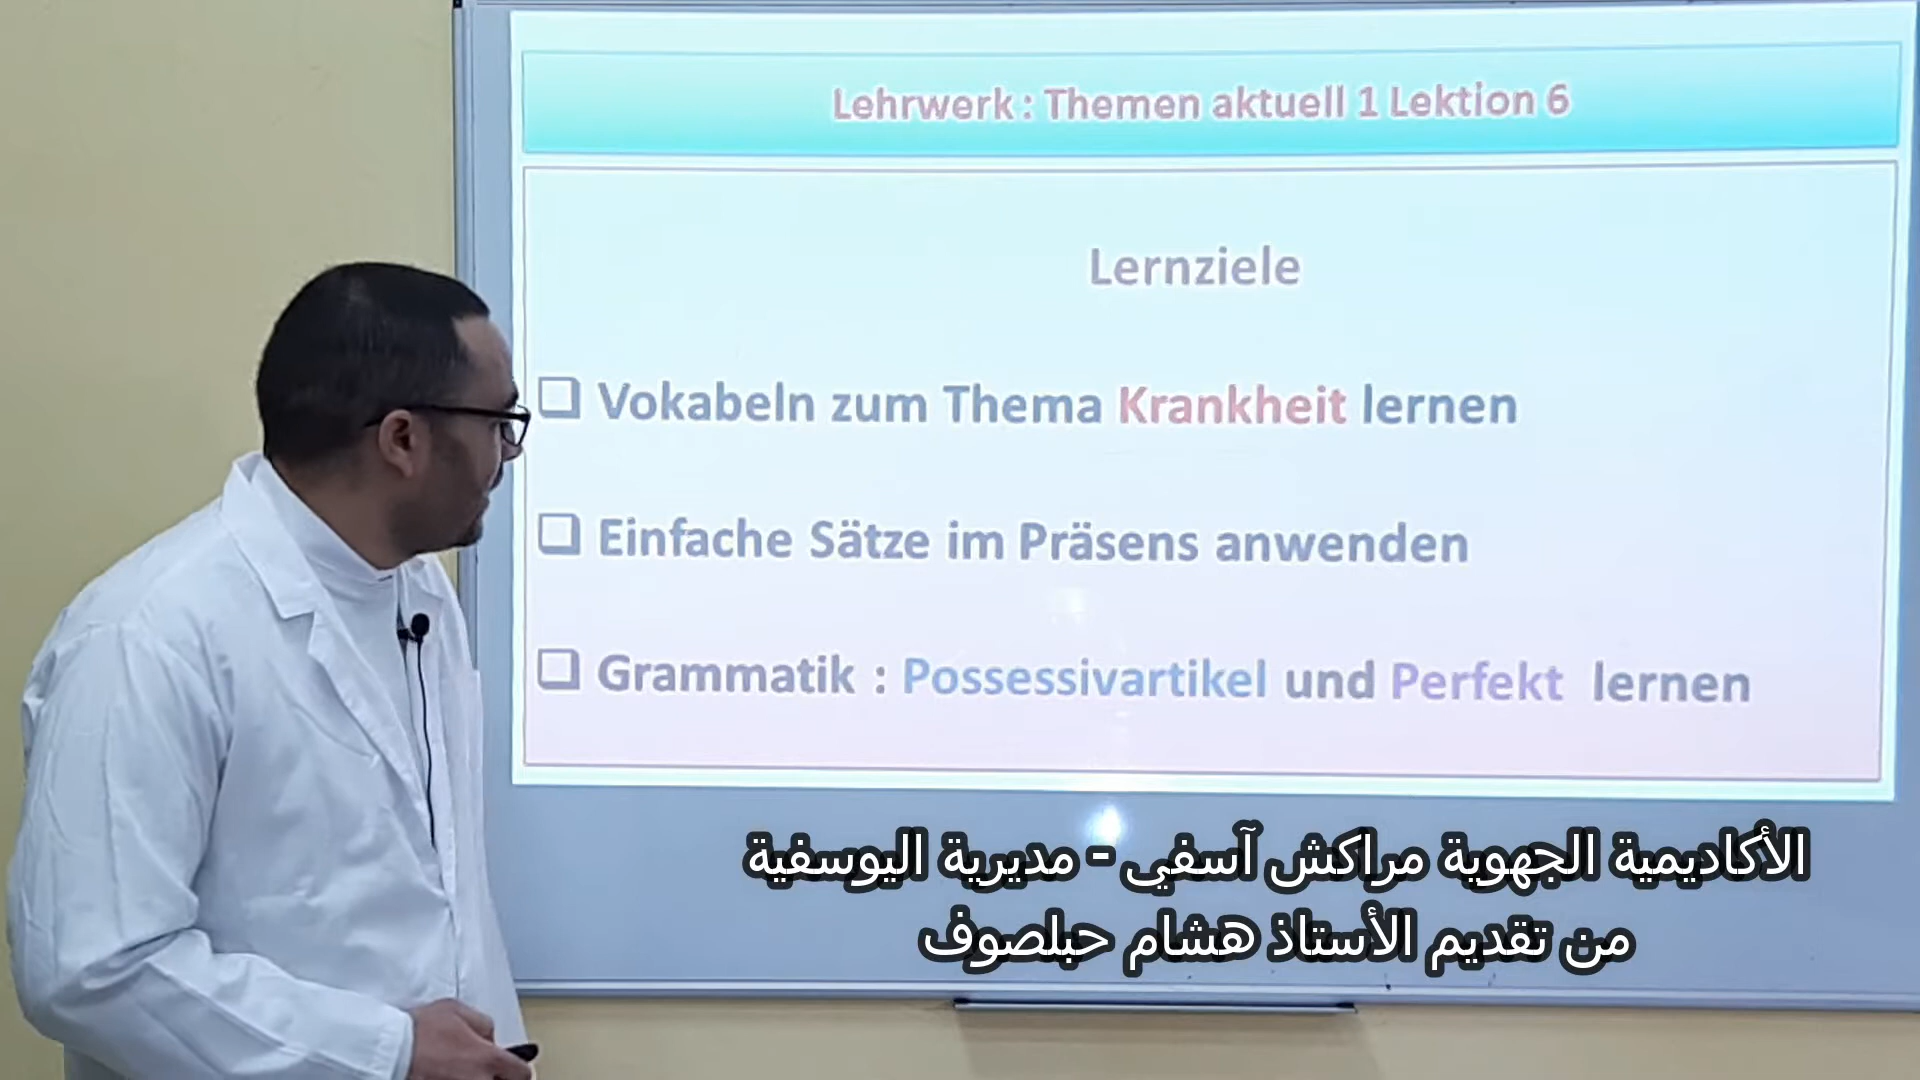 Lehrwerk : Themen aktuell 1 Lektion 6
Lernziele
❑ Vokabeln zum Thema Krankheit lernen
❑ Einfache Sätze im Präsens anwenden
❑ Grammatik : Possessivartikel und Perfekt lernen
الأكاديمية الجهوية مراكش آسفي - مديرية اليوسفية
من تقديم الأستاذ هشام حبلصوف